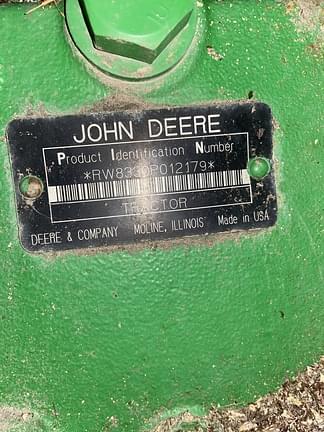 JOHN DEERE
Product Identification Number
*RW8330P012179*
TRACTOR
DEERE & COMPANY MOLINE, ILLINOIS Made in USA